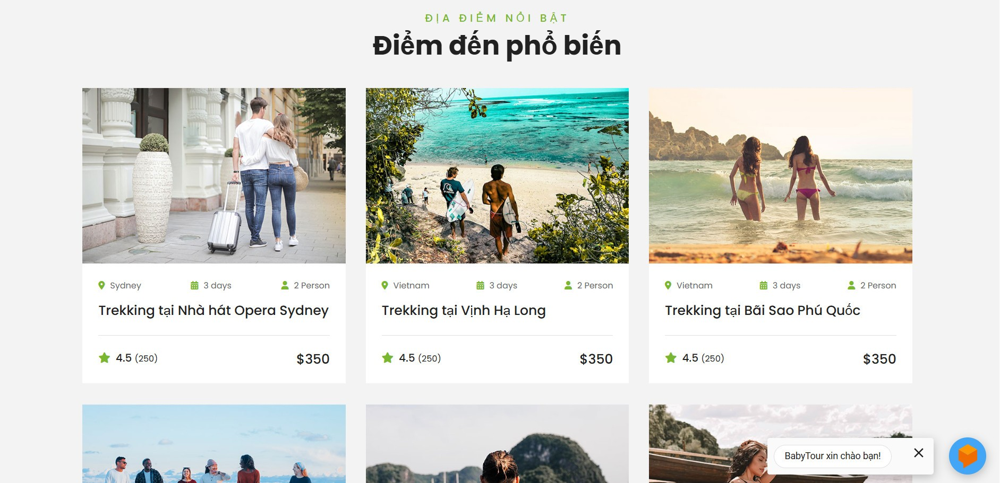 ĐỊA ĐIỂM NỔI BẬT
Điểm đến phổ biến
Sydney
3 days
2 Person
Trekking tại Nhà hát Opera Sydney
4.5 (250)
$350
Vietnam
3 days
2 Person
Trekking tại Vịnh Hạ Long
4.5 (250)
$350
Vietnam
3 days
2 Person
Trekking tại Bãi Sao Phú Quốc
4.5 (250)
$350
BabyTour xin chào bạn!